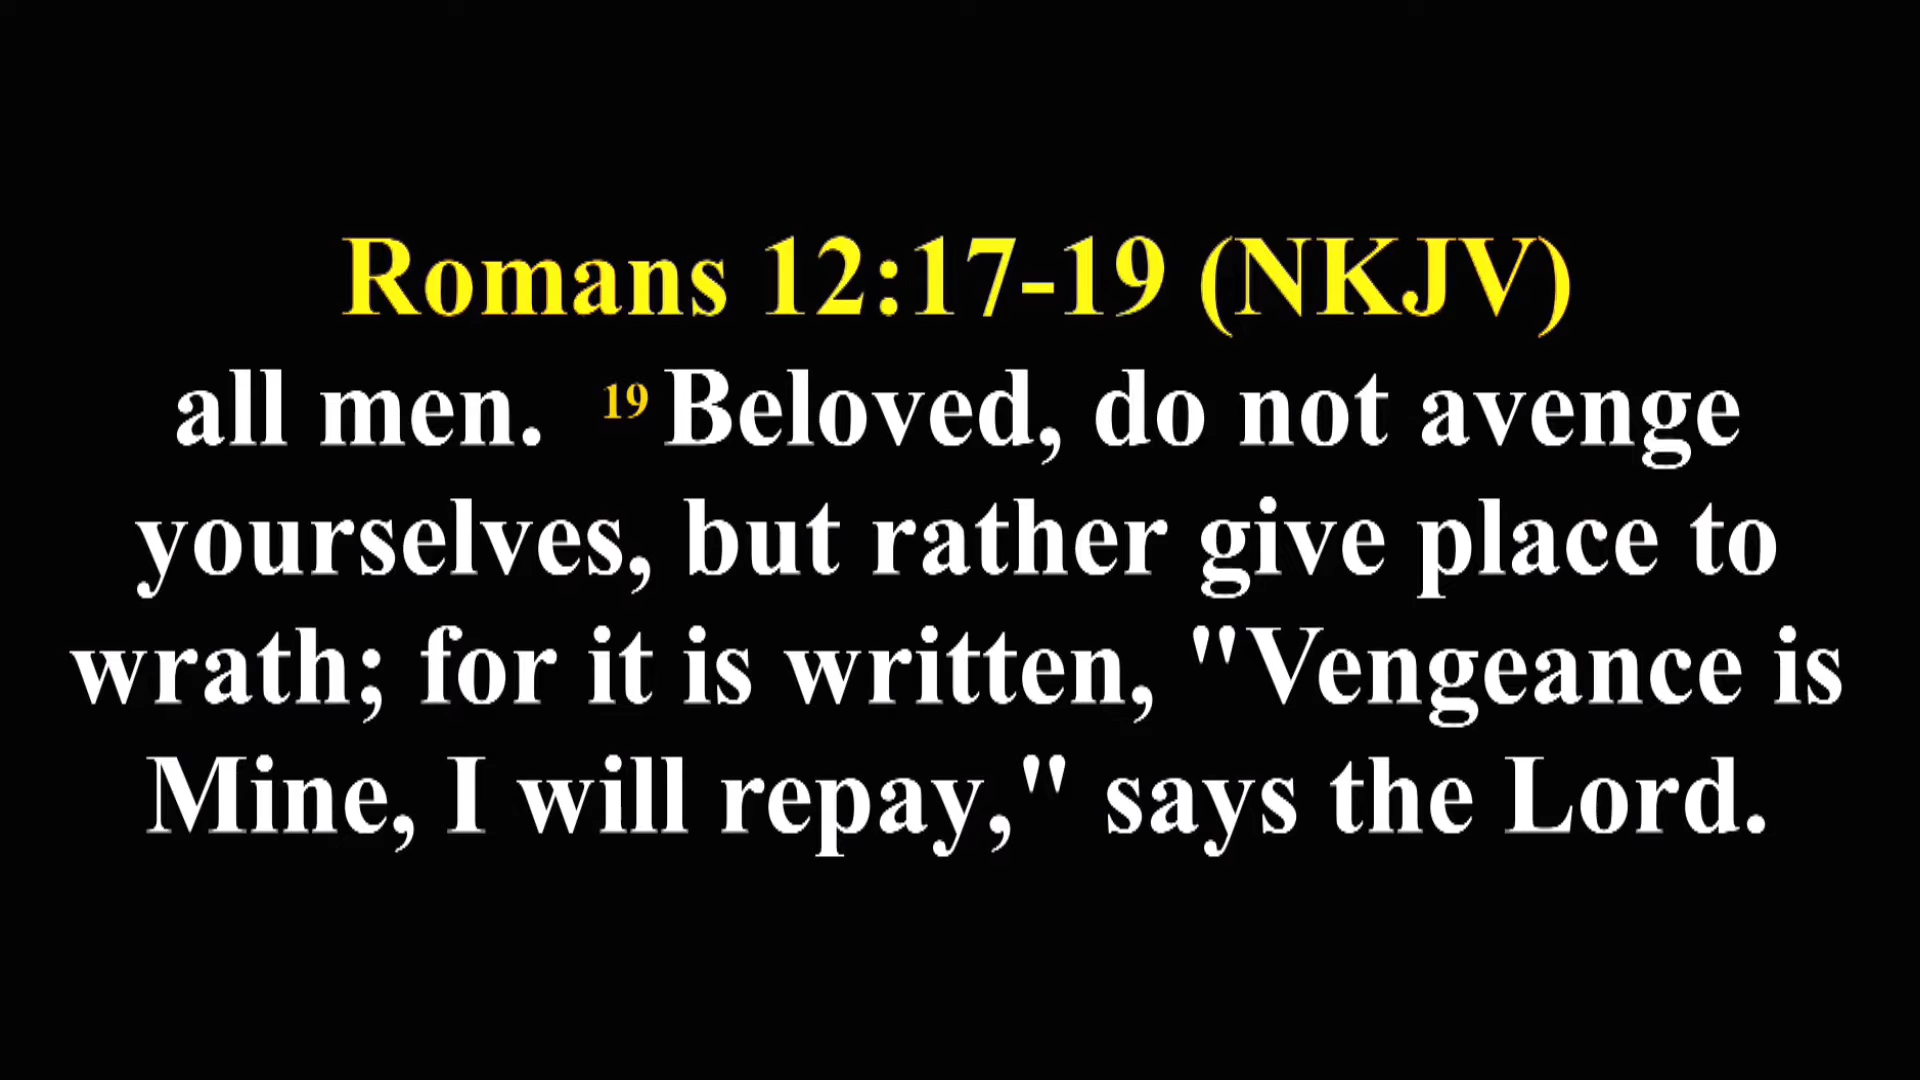 Romans 12:17-19 (NKJV)
all men. 19 Beloved, do not avenge
yourselves, but rather give place to
wrath; for it is written, "Vengeance is
Mine, I will repay," says the Lord.